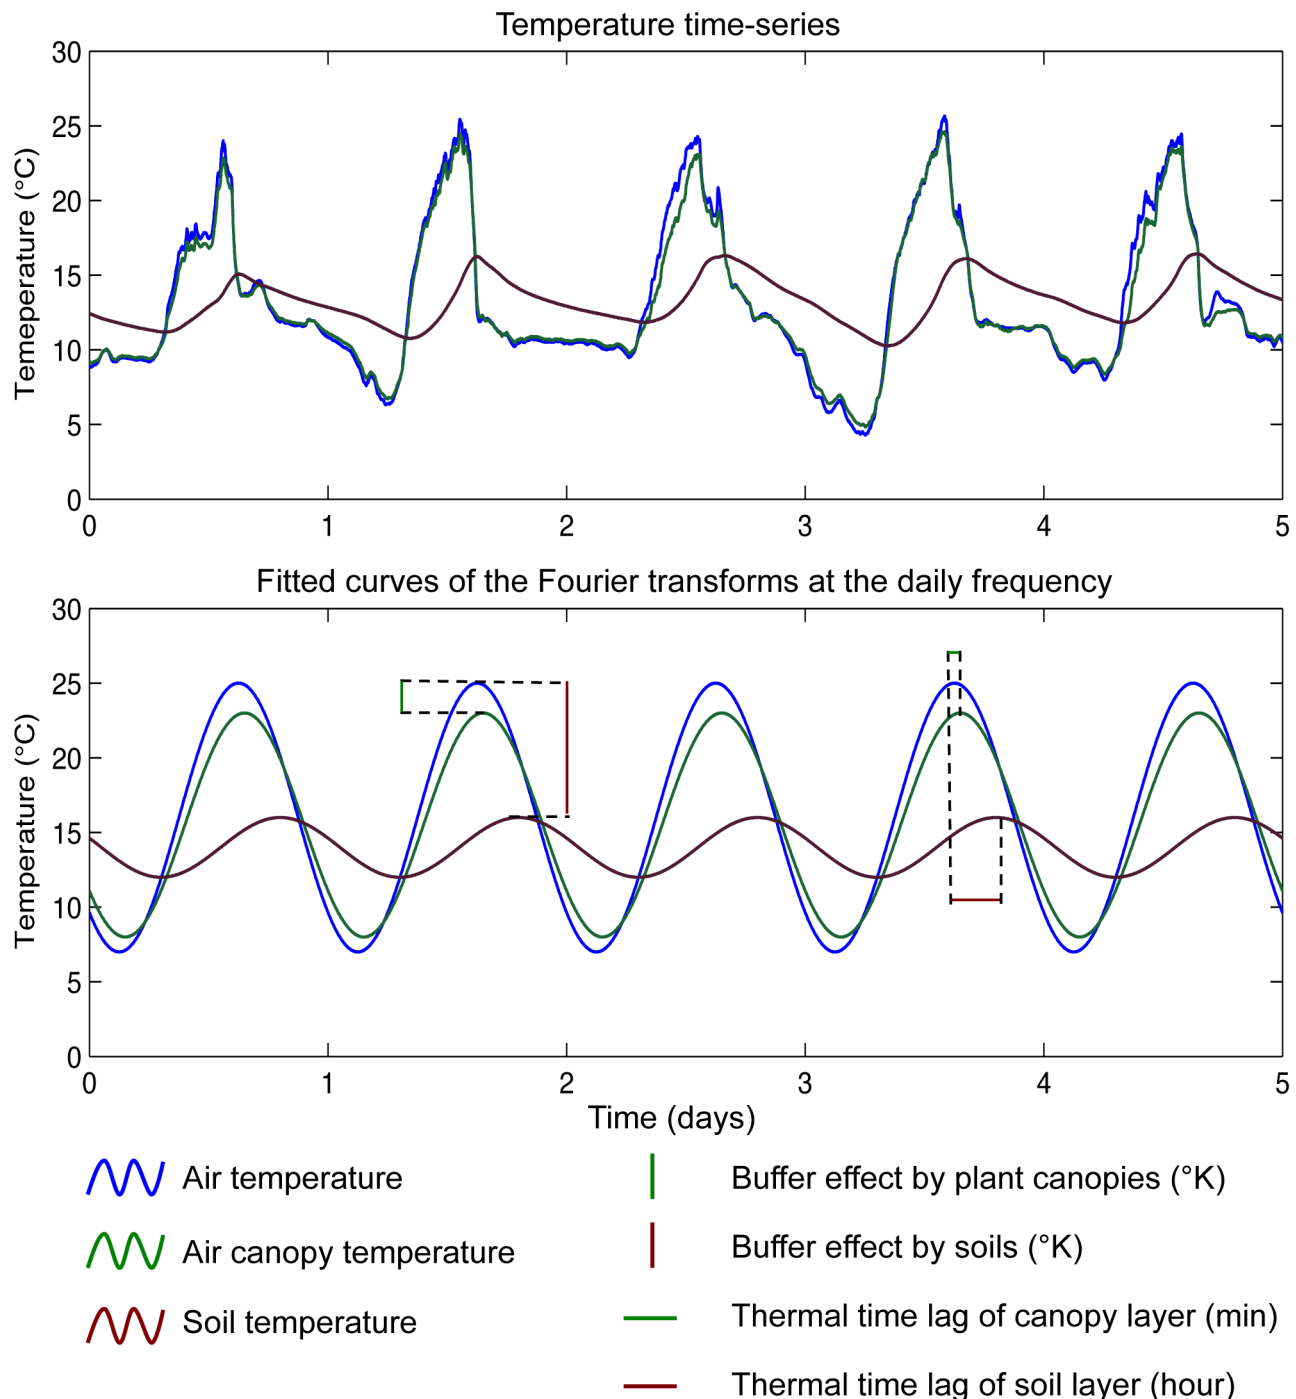 Temperature time-series
30
25
20
15
10
5
0
Temeperature (°C)
0 1 2 3 4 5
Fitted curves of the Fourier transforms at the daily frequency
30
25
20
15
10
5
0
Temperature (°C)
0 1 2 3 4 5
Time (days)
Air temperature
Air canopy temperature
Soil temperature
Buffer effect by plant canopies (°K)
Buffer effect by soils (°K)
Thermal time lag of canopy layer (min)
Thermal time lag of soil layer (hour)